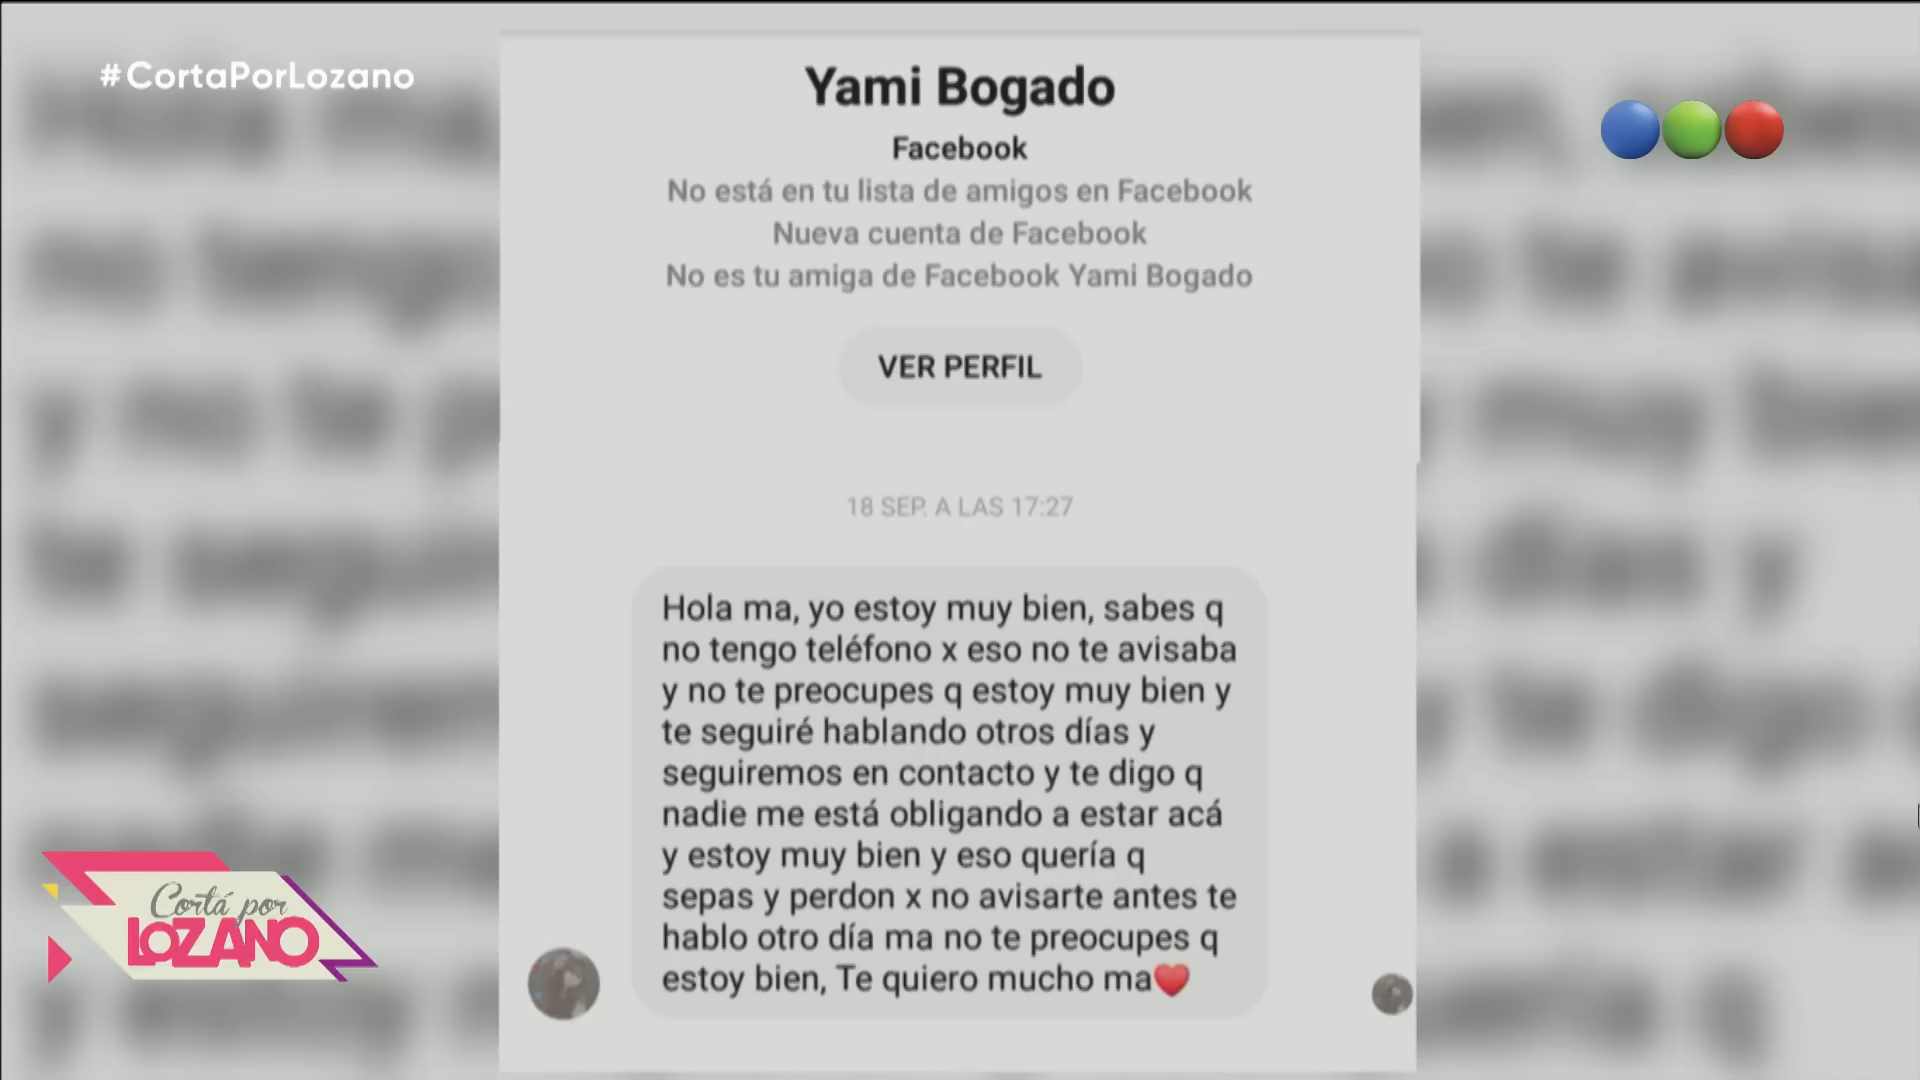 #CortaPorLozano
Yami Bogado
Facebook
No está en tu lista de amigos en Facebook
Nueva cuenta de Facebook
No es tu amiga de Facebook Yami Bogado
VER PERFIL
18 SEP. A LAS 17:27
Hola ma, yo estoy muy bien, sabes q
no tengo teléfono x eso no te avisaba
y no te preocupes q estoy muy bien y
te seguiré hablando otros días y
seguiremos en contacto y te digo q
nadie me está obligando a estar acá
y estoy muy bien y eso quería q
sepas y perdon x no avisarte antes te
hablo otro día ma no te preocupes q
estoy bien, Te quiero mucho ma❤️
Cortá por
LOZANO